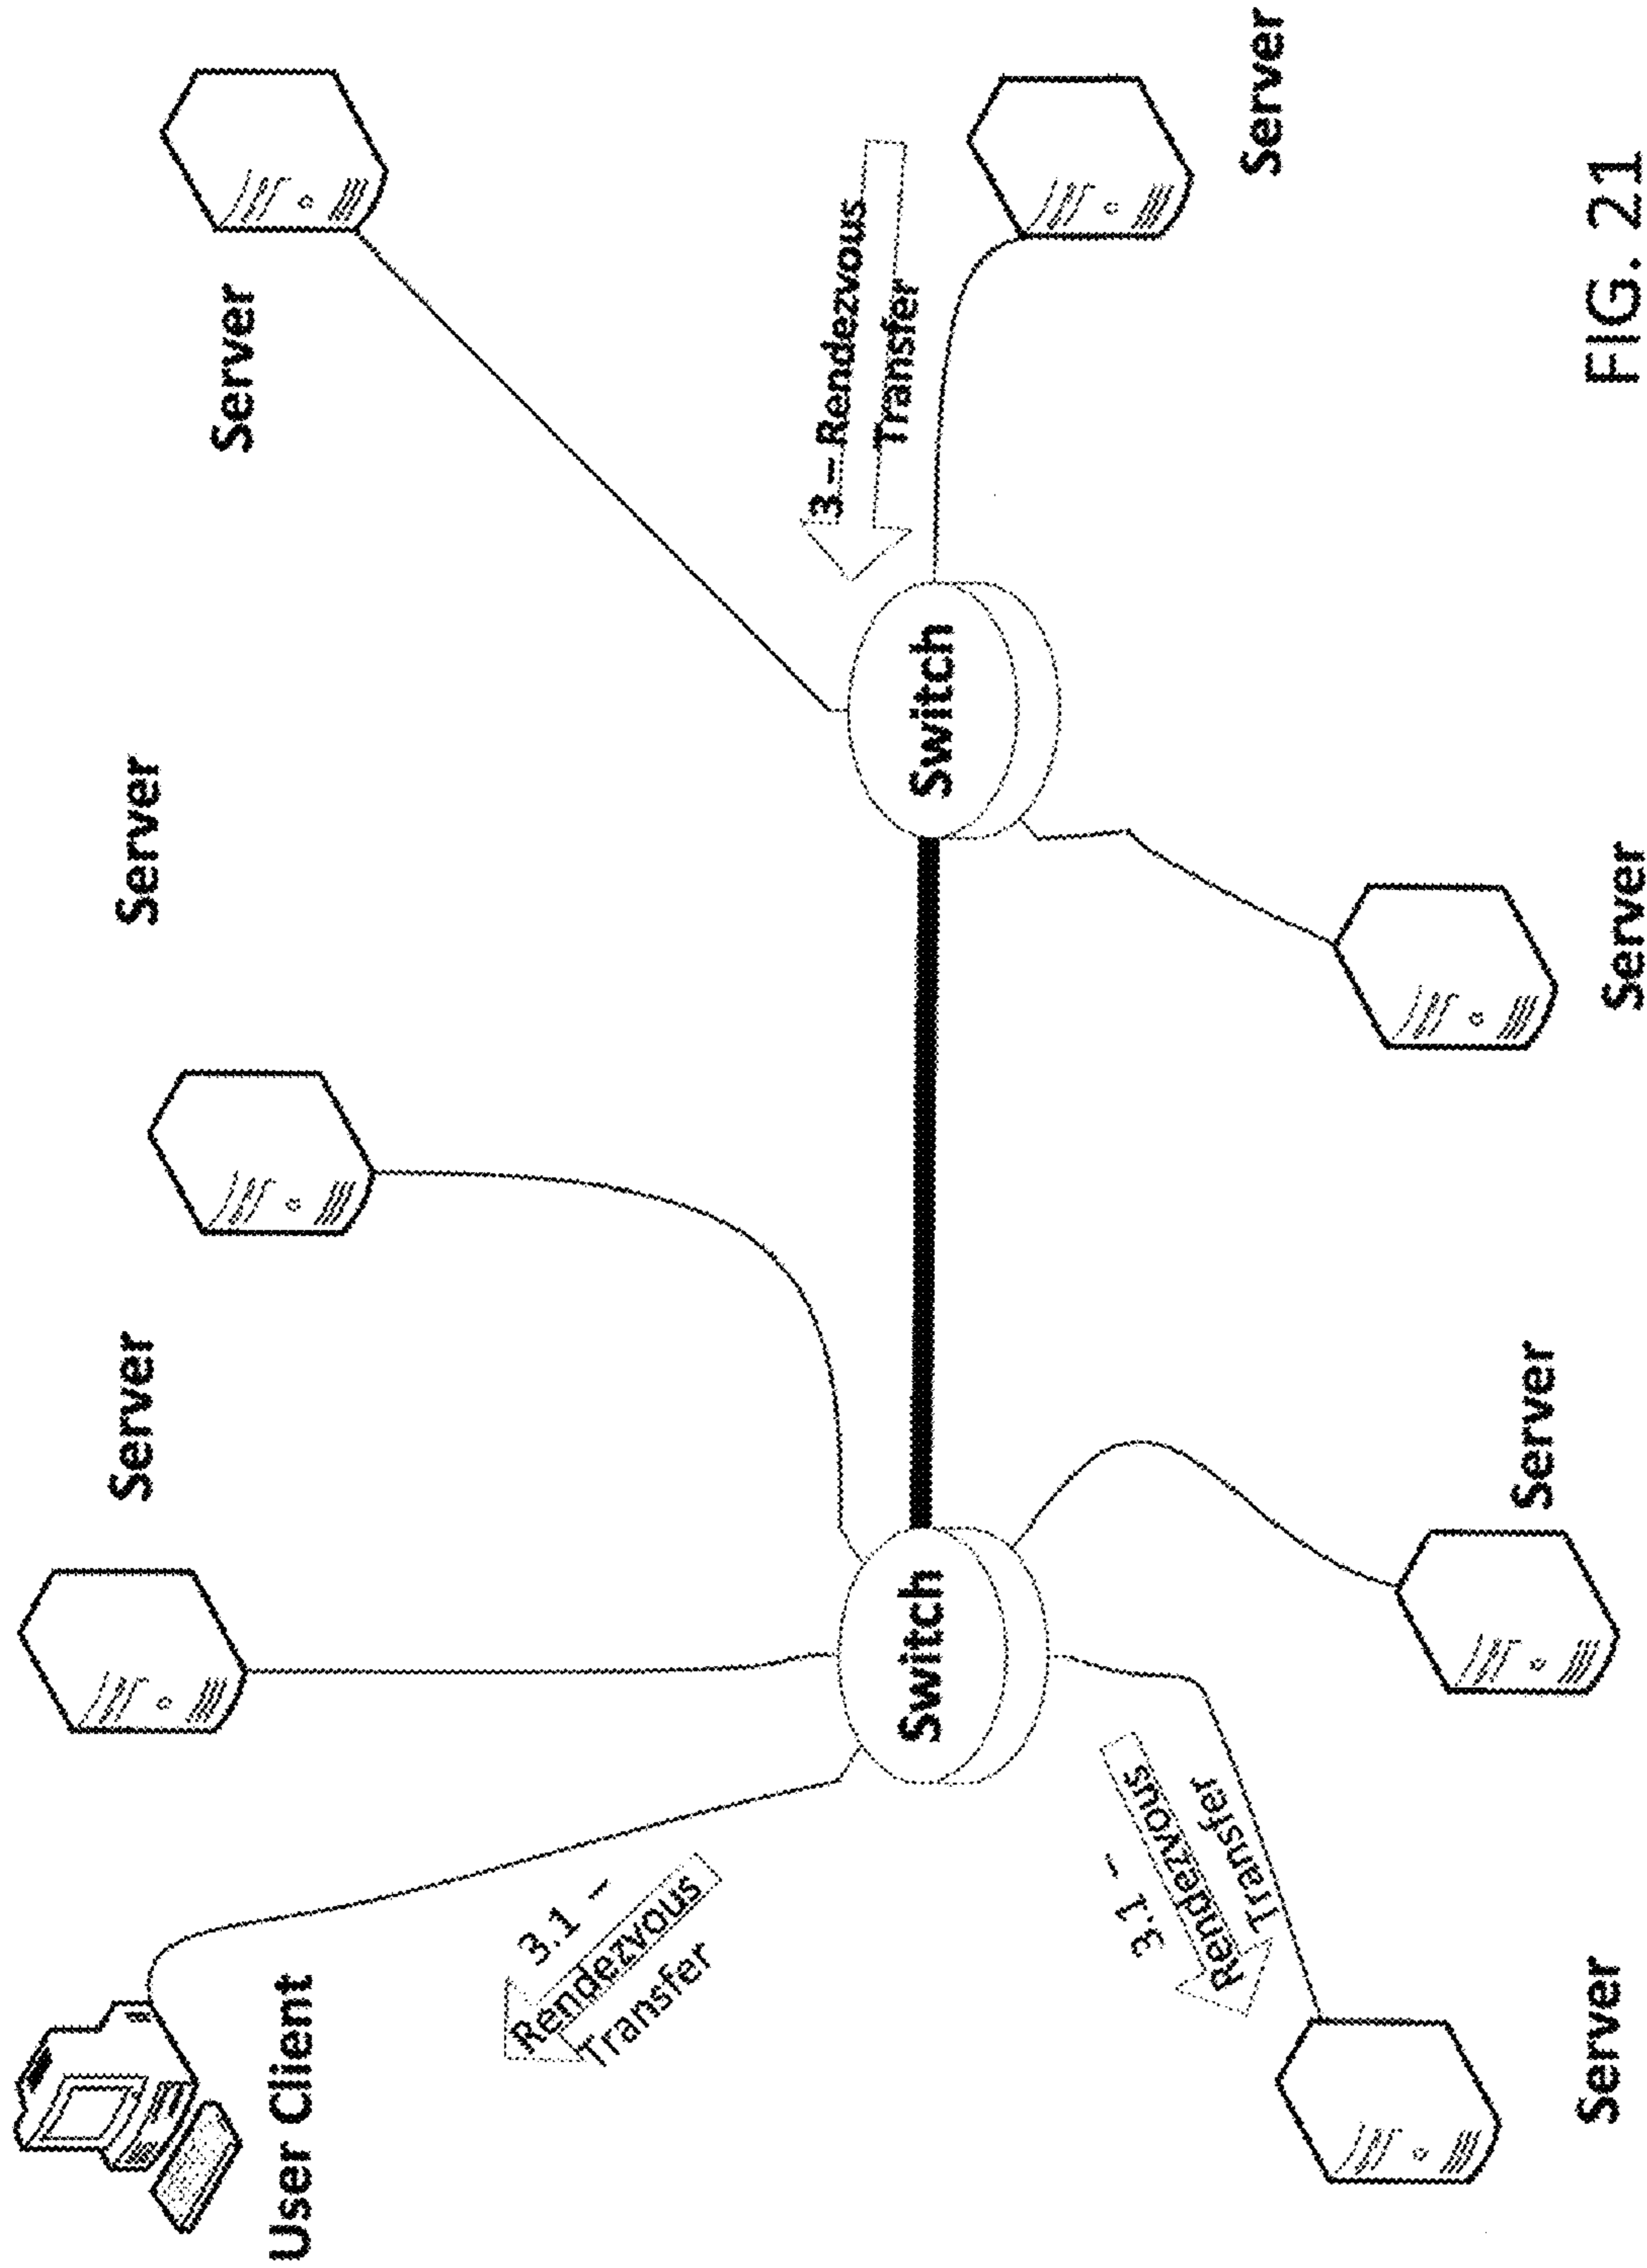 Server
Server
Server
User Client
3.1 –
Rendezvous
Transfer
3 – Rendezvous
Transfer
Switch
Switch
3.1 –
Rendezvous
Transfer
Server
Server
Server
Server
FIG. 21